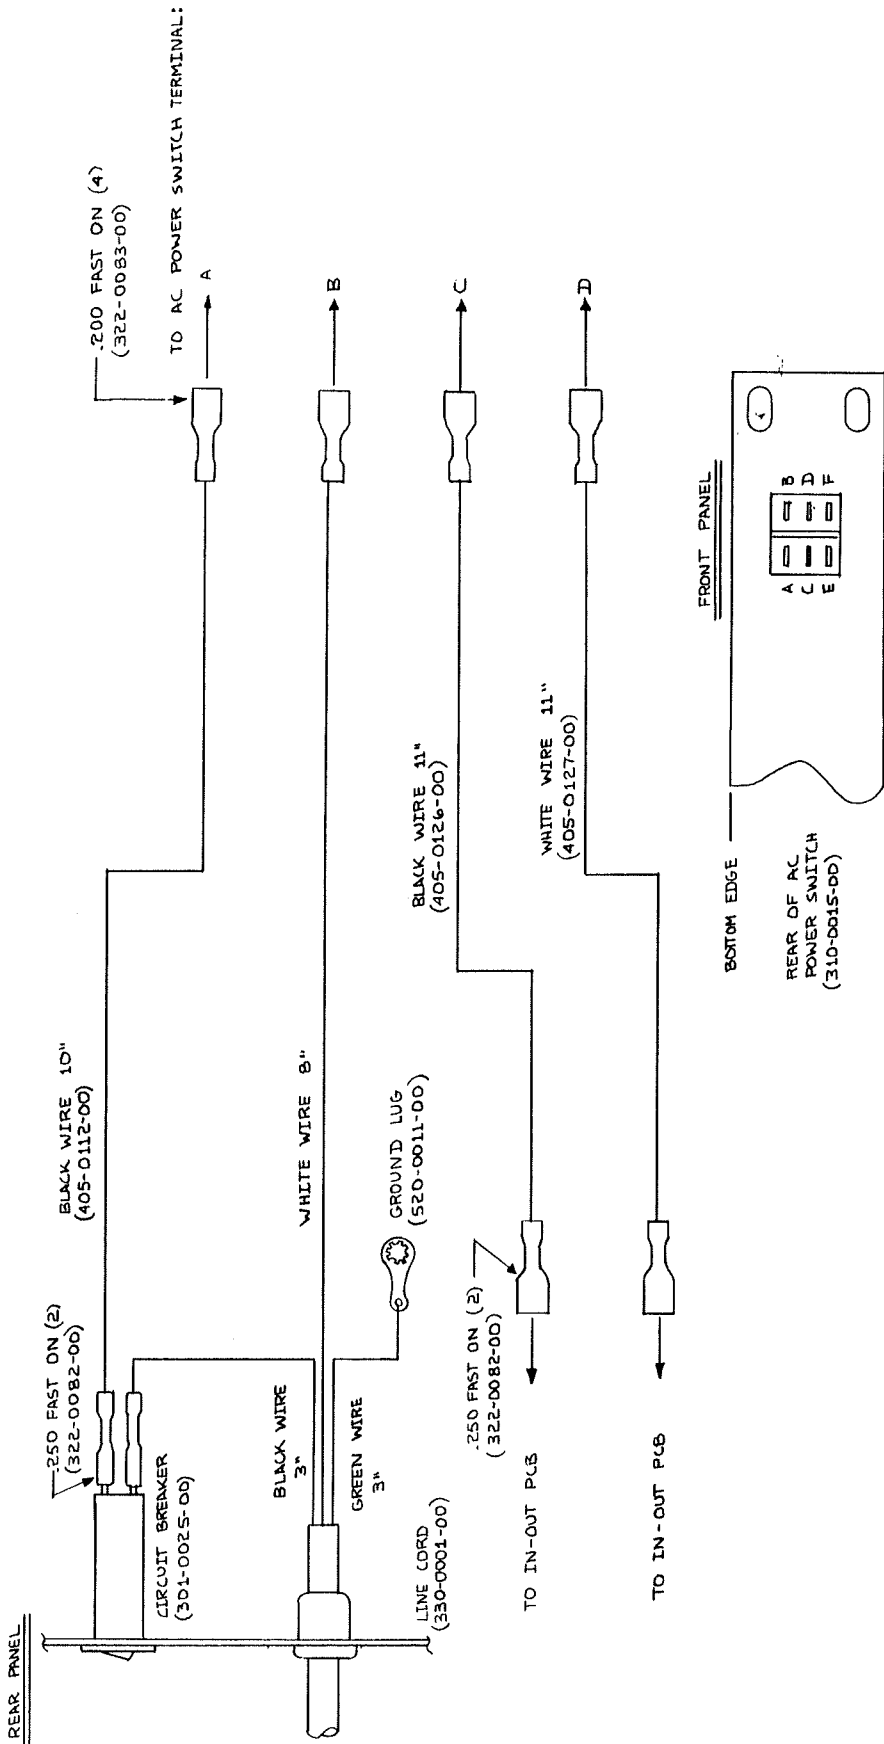 REAR PANEL
.250 FAST ON (2)
(322-0082-00)
BLACK WIRE 10"
(405-0112-00)
.200 FAST ON (4)
(322-0083-00)
TO AC POWER SWITCH TERMINAL:
A
CIRCUIT BREAKER
(301-0025-00)
BLACK WIRE
3"
WHITE WIRE 8"
B
GREEN WIRE
3"
GROUND LUG
(520-0011-00)
LINE CORD
(330-0001-00)
.250 FAST ON (2)
(322-0082-00)
BLACK WIRE 11"
(405-0126-00)
C
TO IN-OUT PCB
WHITE WIRE 11"
(405-0127-00)
D
TO IN-OUT PCB
FRONT PANEL
BOTTOM EDGE
REAR OF AC
POWER SWITCH
(310-0015-00)
A B
C D
E F